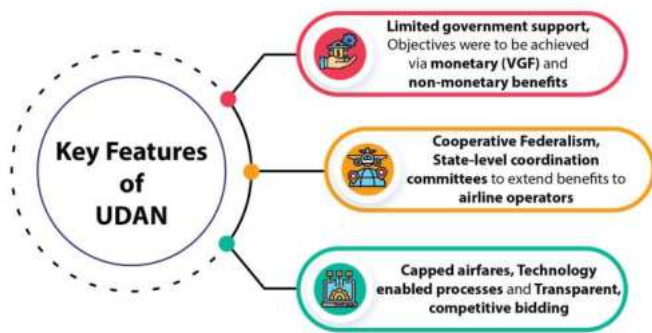 Key Features
of
UDAN
Limited government support,
Objectives were to be achieved
via monetary (VGF) and
non-monetary benefits
Cooperative Federalism,
State-level coordination
committees to extend benefits to
airline operators
Capped airfares, Technology
enabled processes and Transparent,
competitive bidding